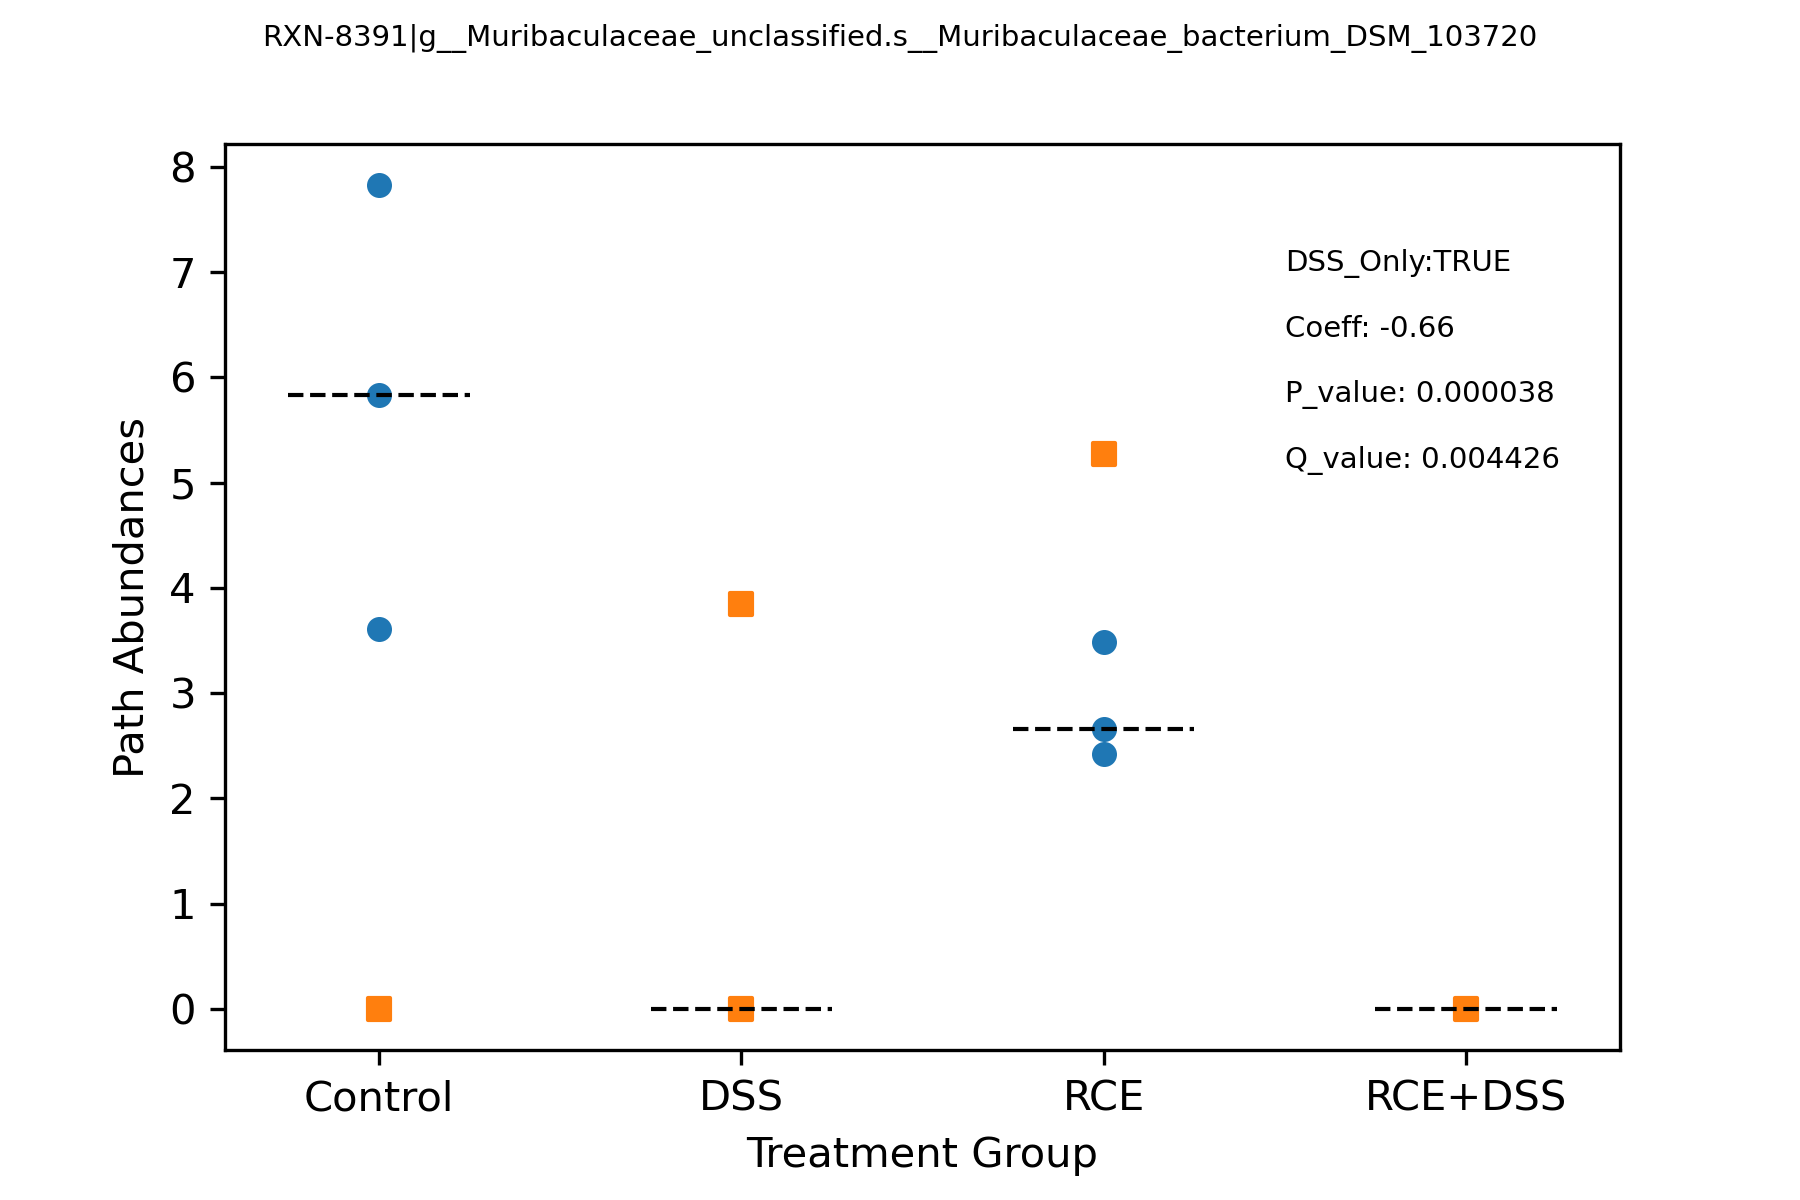 RXN-8391|g__Muribaculaceae_unclassified.s__Muribaculaceae_bacterium_DSM_103720
8
7
6
5
4
3
2
1
0
Path Abundances
DSS_Only:TRUE
Coeff: -0.66
P_value: 0.000038
Q_value: 0.004426
Control
DSS
RCE
RCE+DSS
Treatment Group